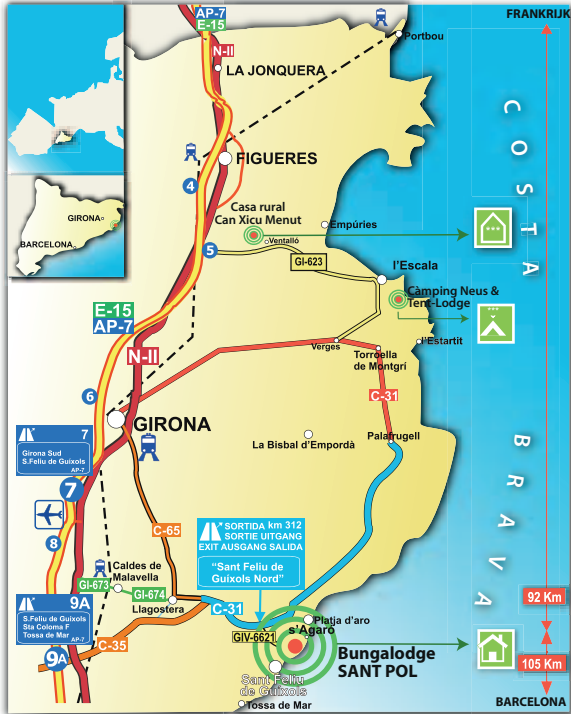 FRANKRIJK
AP-7
E-15
N-II
Portbou
LA JONQUERA
FIGUERES
4
Casa rural
Can Xicu Menut
Empúries
Ventalló
5
GI-623
l'Escala
Càmping Neus &
Tent-Lodge
GIRONA
BARCELONA
E-15
AP-7
N-II
Verges
Torroella
de Montgrí
l'Estartit
C-31
6
GIRONA
La Bisbal d'Empordà
Palafrugell
7
Girona Sud
S.Feliu de Guíxols
AP-7
7
8
C-65
SORTIDA km 312
SORTIE UITGANG
EXIT AUSGANG SALIDA
"Sant Feliu de
Guíxols Nord"
Caldes de
Malavella
GI-673
GI-674
Llagostera
9A
S.Feliu de Guíxols
Sta Coloma F
Tossa de Mar
AP-7
9A
C-35
C-31
GIV-6621
Platja d'aro
s'Agaró
Bungalodge
SANT POL
Sant Feliu
de Guíxols
Tossa de Mar
COSTA
BRAVA
92 Km
105 Km
BARCELONA